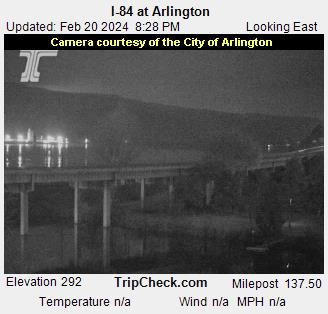 I-84 at Arlington
Updated: Feb 20 2024 8:28 PM Looking East
Camera courtesy of the City of Arlington
Elevation 292 TripCheck.com Milepost 137.50
Temperature n/a Wind n/a MPH n/a